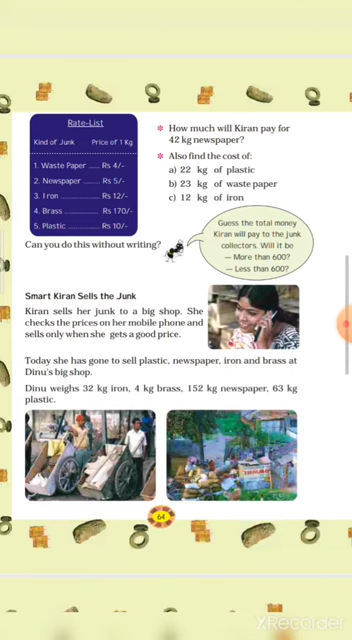 Rate-List
Kind of Junk Price of 1 Kg
1. Waste Paper ..... Rs 4/-
2. Newspaper ........... Rs 5/-
3. Iron .................... Rs 12/-
4. Brass ................ Rs 170/-
5. Plastic ............... Rs 10/-
Can you do this without writing?
* How much will Kiran pay for
42 kg newspaper?
* Also find the cost of:
a) 22 kg of plastic
b) 23 kg of waste paper
c) 12 kg of iron
Guess the total money
Kiran will pay to the junk
collectors. Will it be
— More than 600?
— Less than 600?
Smart Kiran Sells the Junk
Kiran sells her junk to a big shop. She
checks the prices on her mobile phone and
sells only when she gets a good price.
Today she has gone to sell plastic, newspaper, iron and brass at
Dinu's big shop.
Dinu weighs 32 kg iron, 4 kg brass, 152 kg newspaper, 63 kg
plastic.
64
XRecorder